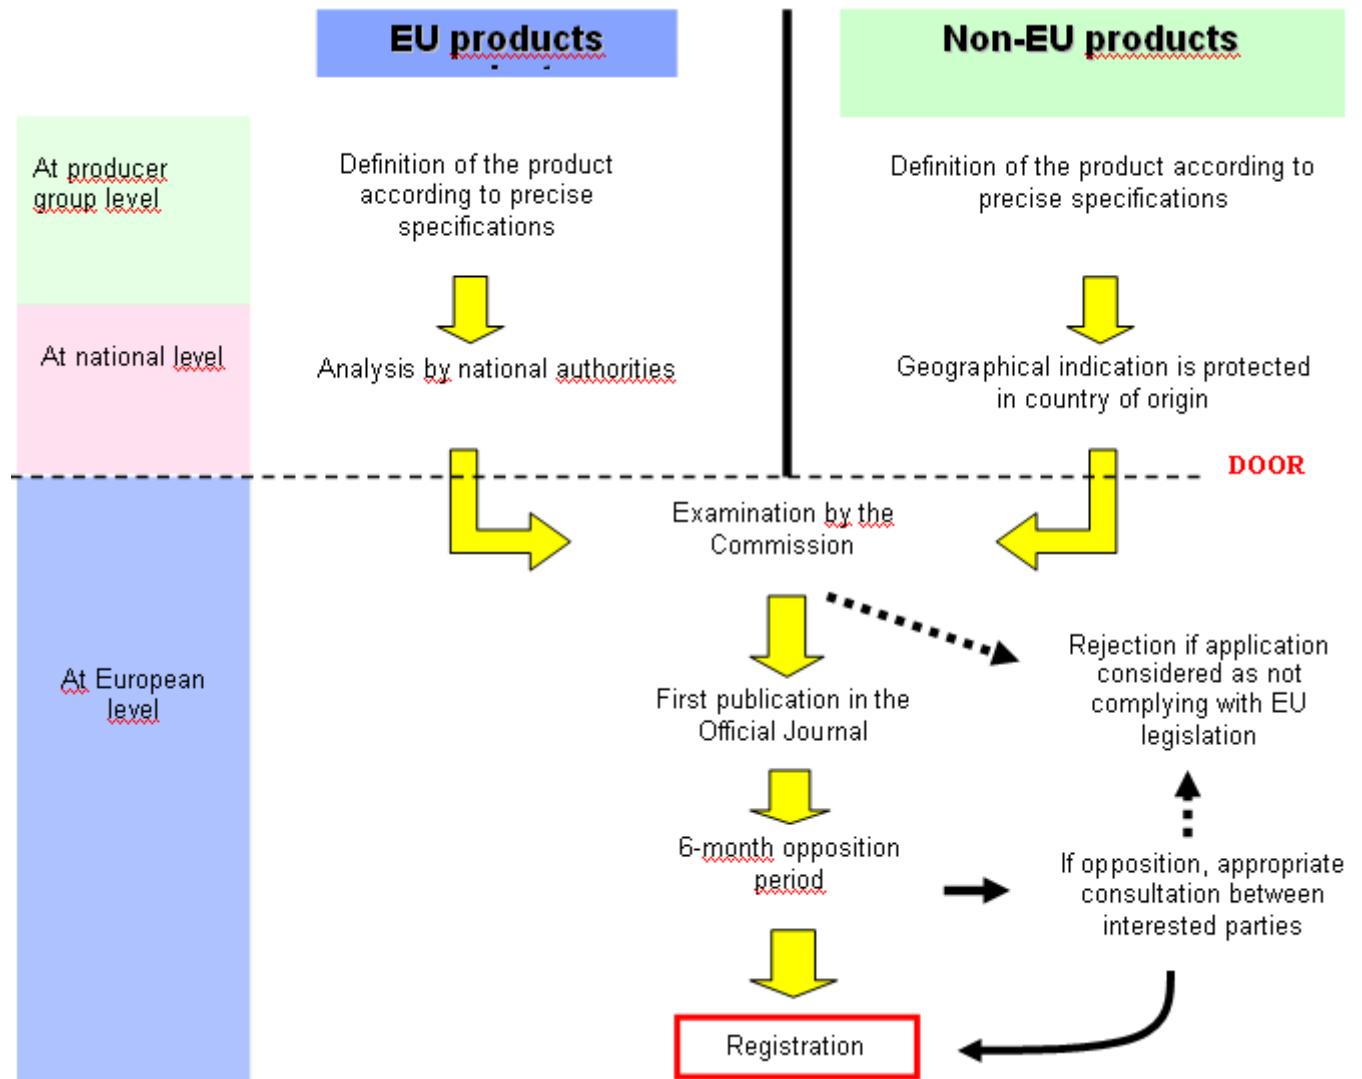 EU products
Non-EU products
At producer
group level
Definition of the product
according to precise
specifications
Definition of the product according to
precise specifications
At national level
Analysis by national authorities
Geographical indication is protected
in country of origin
DOOR
Examination by the
Commission
At European
level
First publication in the
Official Journal
Rejection if application
considered as not
complying with EU
legislation
6-month opposition
period
If opposition, appropriate
consultation between
interested parties
Registration